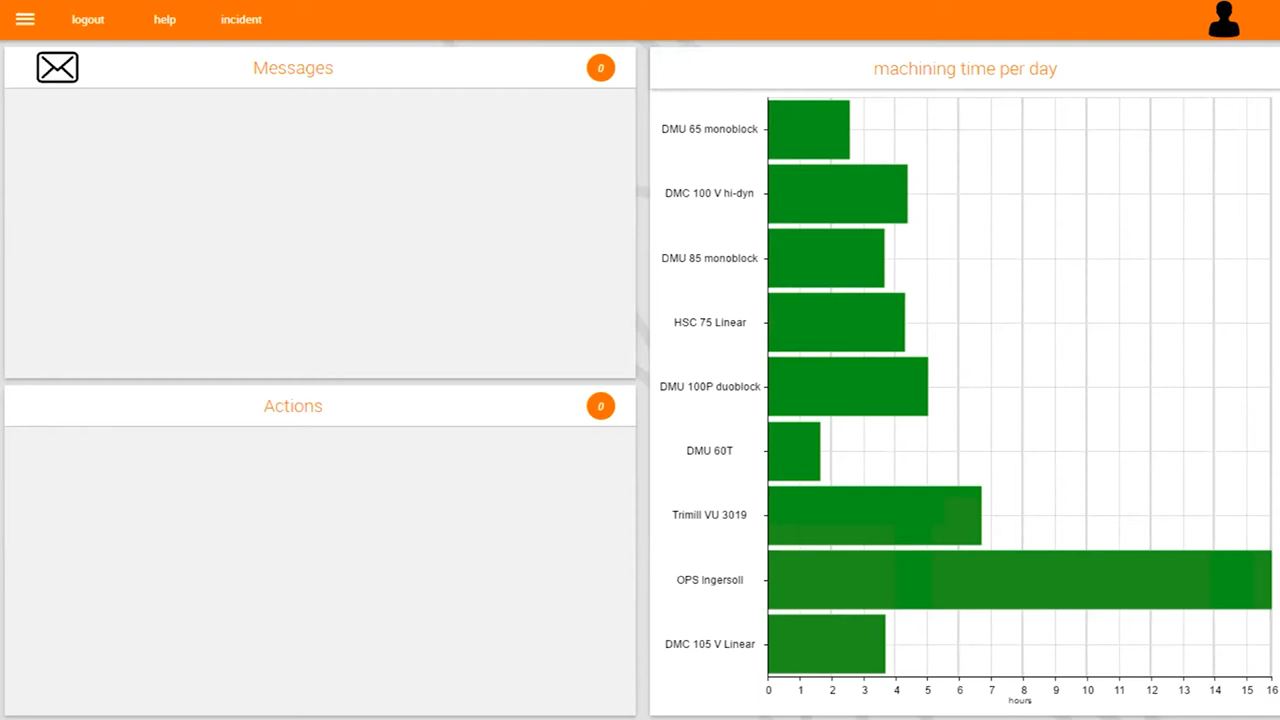 logout help incident
Messages 0
Actions 0
machining time per day
DMU 65 monoblock
DMC 100 V hi-dyn
DMU 85 monoblock
HSC 75 Linear
DMU 100P duoblock
DMU 60T
Trimill VU 3019
OPS Ingersoll
DMC 105 V Linear
0 1 2 3 4 5 6 7 8 9 10 11 12 13 14 15 16
hours